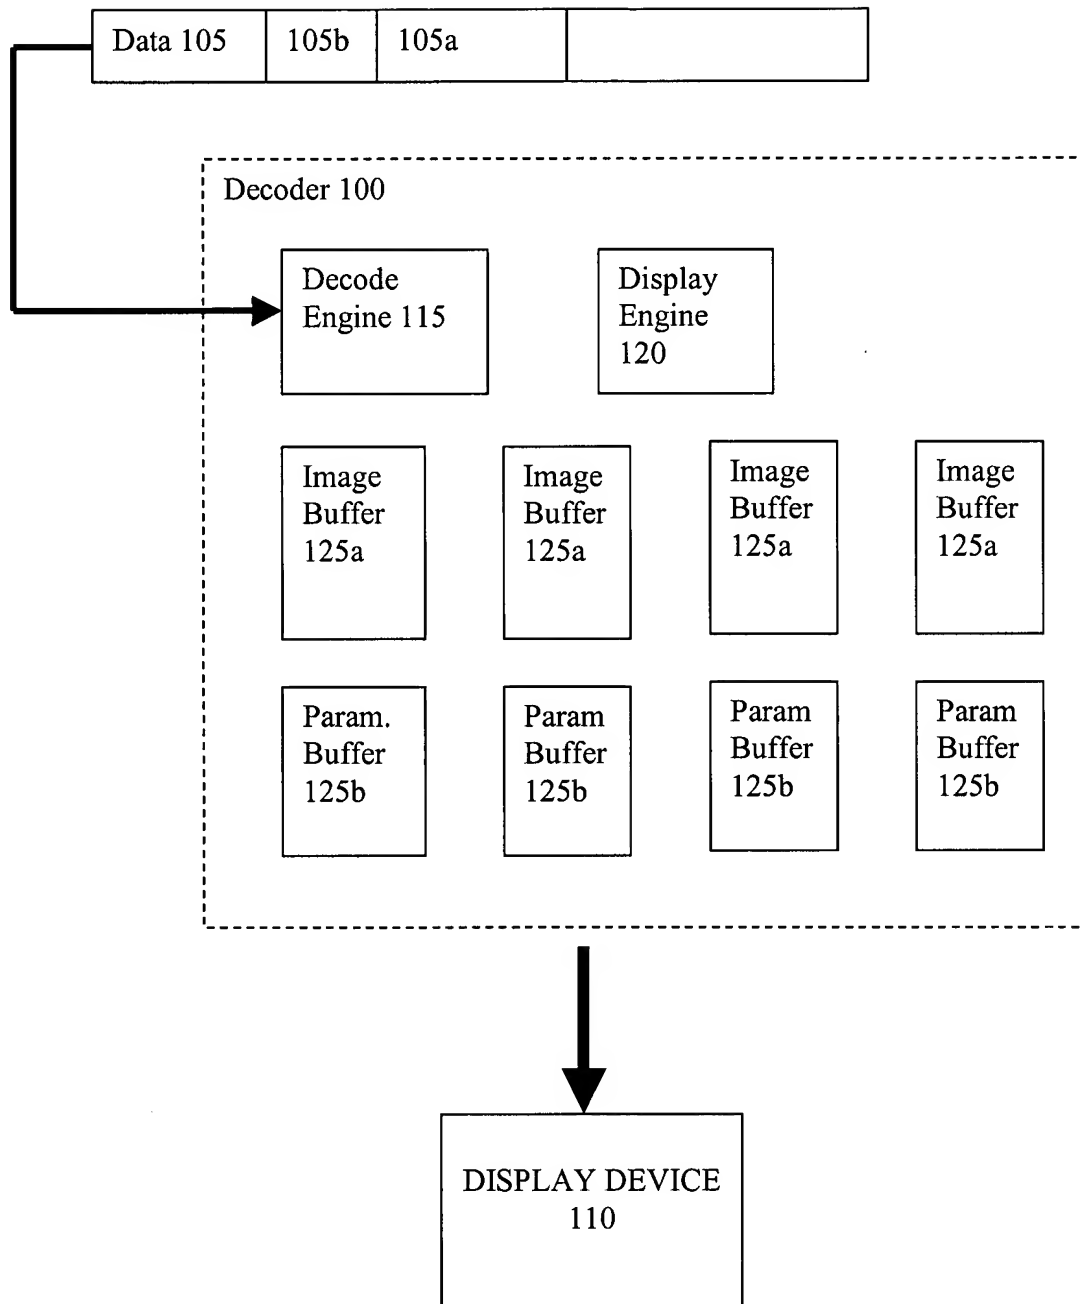 Data 105 105b 105a
Decoder 100
Decode
Engine 115
Display
Engine
120
Image
Buffer
125a
Image
Buffer
125a
Image
Buffer
125a
Image
Buffer
125a
Param.
Buffer
125b
Param
Buffer
125b
Param
Buffer
125b
Param
Buffer
125b
DISPLAY DEVICE
110